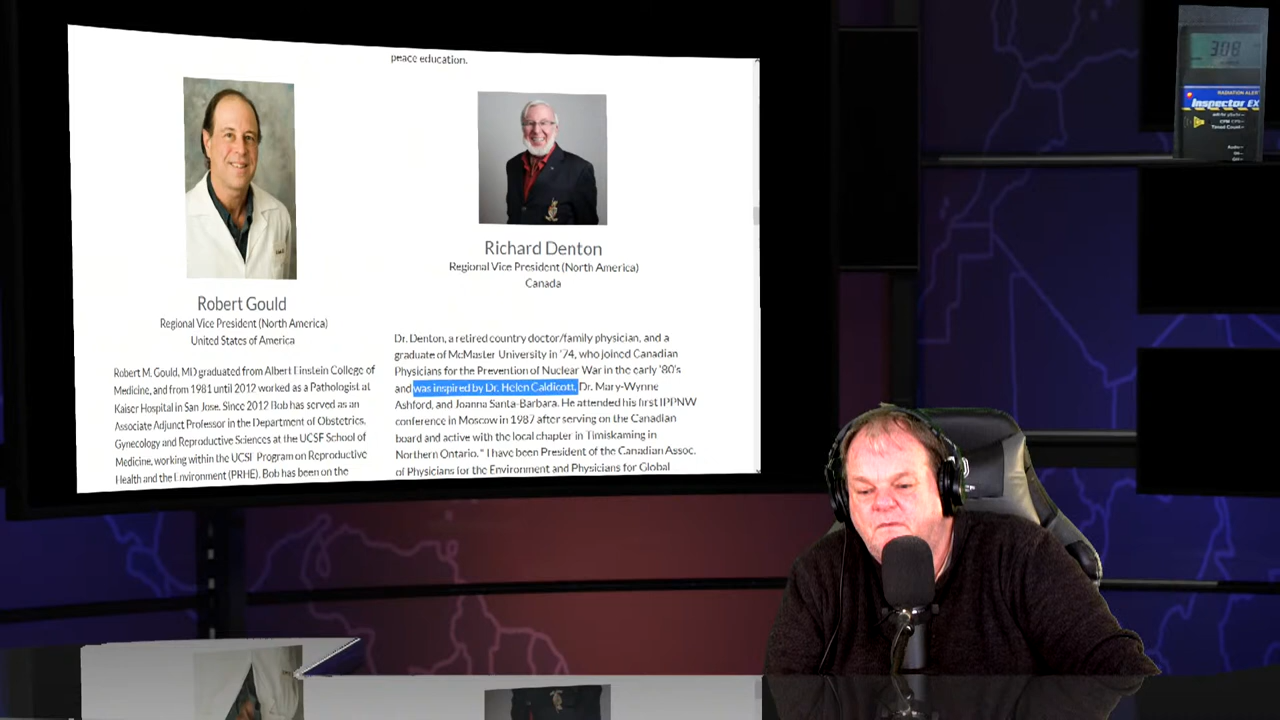 peace education.
Robert Gould
Regional Vice President (North America)
United States of America
Robert M. Gould, MD graduated from Albert Einstein College of
Medicine, and from 1981 until 2012 worked as a Pathologist at
Kaiser Hospital in San Jose. Since 2012 Bob has served as an
Associate Adjunct Professor in the Department of Obstetrics,
Gynecology and Reproductive Sciences at the UCSF School of
Medicine, working within the UCSF Program on Reproductive
Health and the Environment (PRHE). Bob has been on the
Richard Denton
Regional Vice President (North America)
Canada
Dr. Denton, a retired country doctor/family physician, and a
graduate of McMaster University in '74, who joined Canadian
Physicians for the Prevention of Nuclear War in the early '80's
and was inspired by Dr. Helen Caldicott, Dr. Mary-Wynne
Ashford, and Joanna Santa-Barbara. He attended his first IPPNW
conference in Moscow in 1987 after serving on the Canadian
board and active with the local chapter in Timiskaming in
Northern Ontario. " I have been President of the Canadian Assoc.
of Physicians for the Environment and Physicians for Global
308
RADIATION ALERT
Inspector EX
CPM CPS
Timed Count
Audio
On
Off